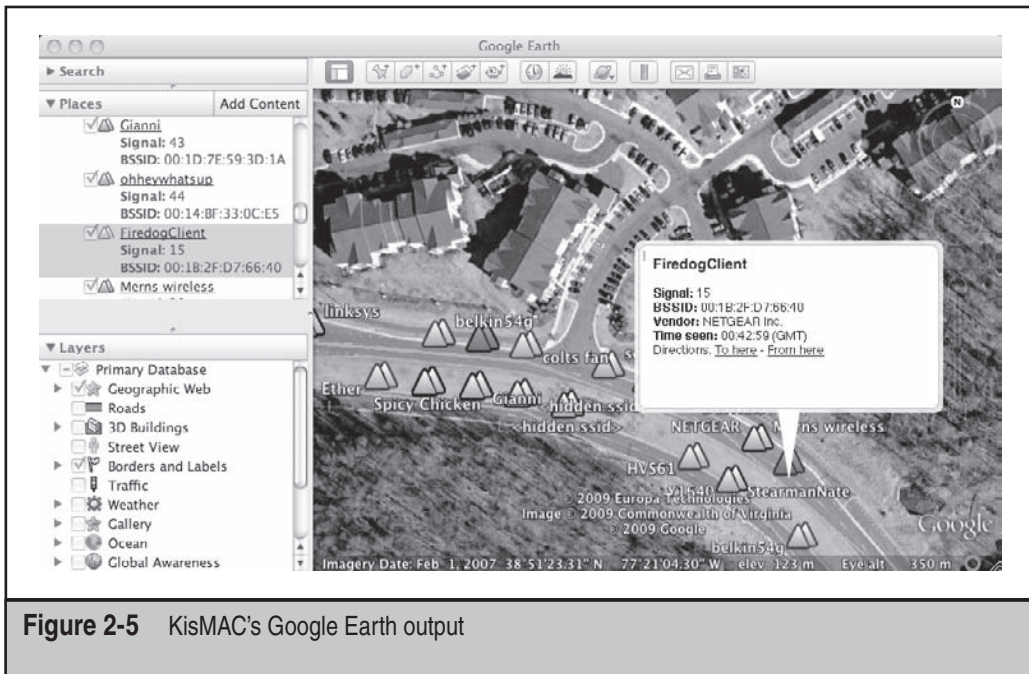 Google Earth
Search
Places
Add Content
Gianni
Signal: 43
BSSID: 00:1D:7E:59:3D:1A
ohheywhatsup
Signal: 44
BSSID: 00:14:BF:33:0C:E5
FiredogClient
Signal: 15
BSSID: 00:1B:2F:D7:66:40
Merns wireless
Layers
Primary Database
Geographic Web
Roads
3D Buildings
Street View
Borders and Labels
Traffic
Weather
Gallery
Ocean
Global Awareness
N
FiredogClient
Signal: 15
BSSID: 00:1B:2F:D7:66:40
Vendor: NETGEAR Inc.
Time seen: 00:42:59 (GMT)
Directions: To here - From here
linksys
belkin54g
colts fan
Ether
Spicy Chicken
Gianni
<hidden ssid>
<hidden ssid>
NETGEAR
Merns wireless
HVS61
StearmanNate
© 2009 Europa Technologies
Image © 2009 Commonwealth of Virginia
© 2009 Google
belkin54g
Google
Imagery Date: Feb 1, 2007 38°51'23.31" N 77°21'04.30" W elev 123 m Eye alt 350 m
Figure 2-5 KisMAC's Google Earth output